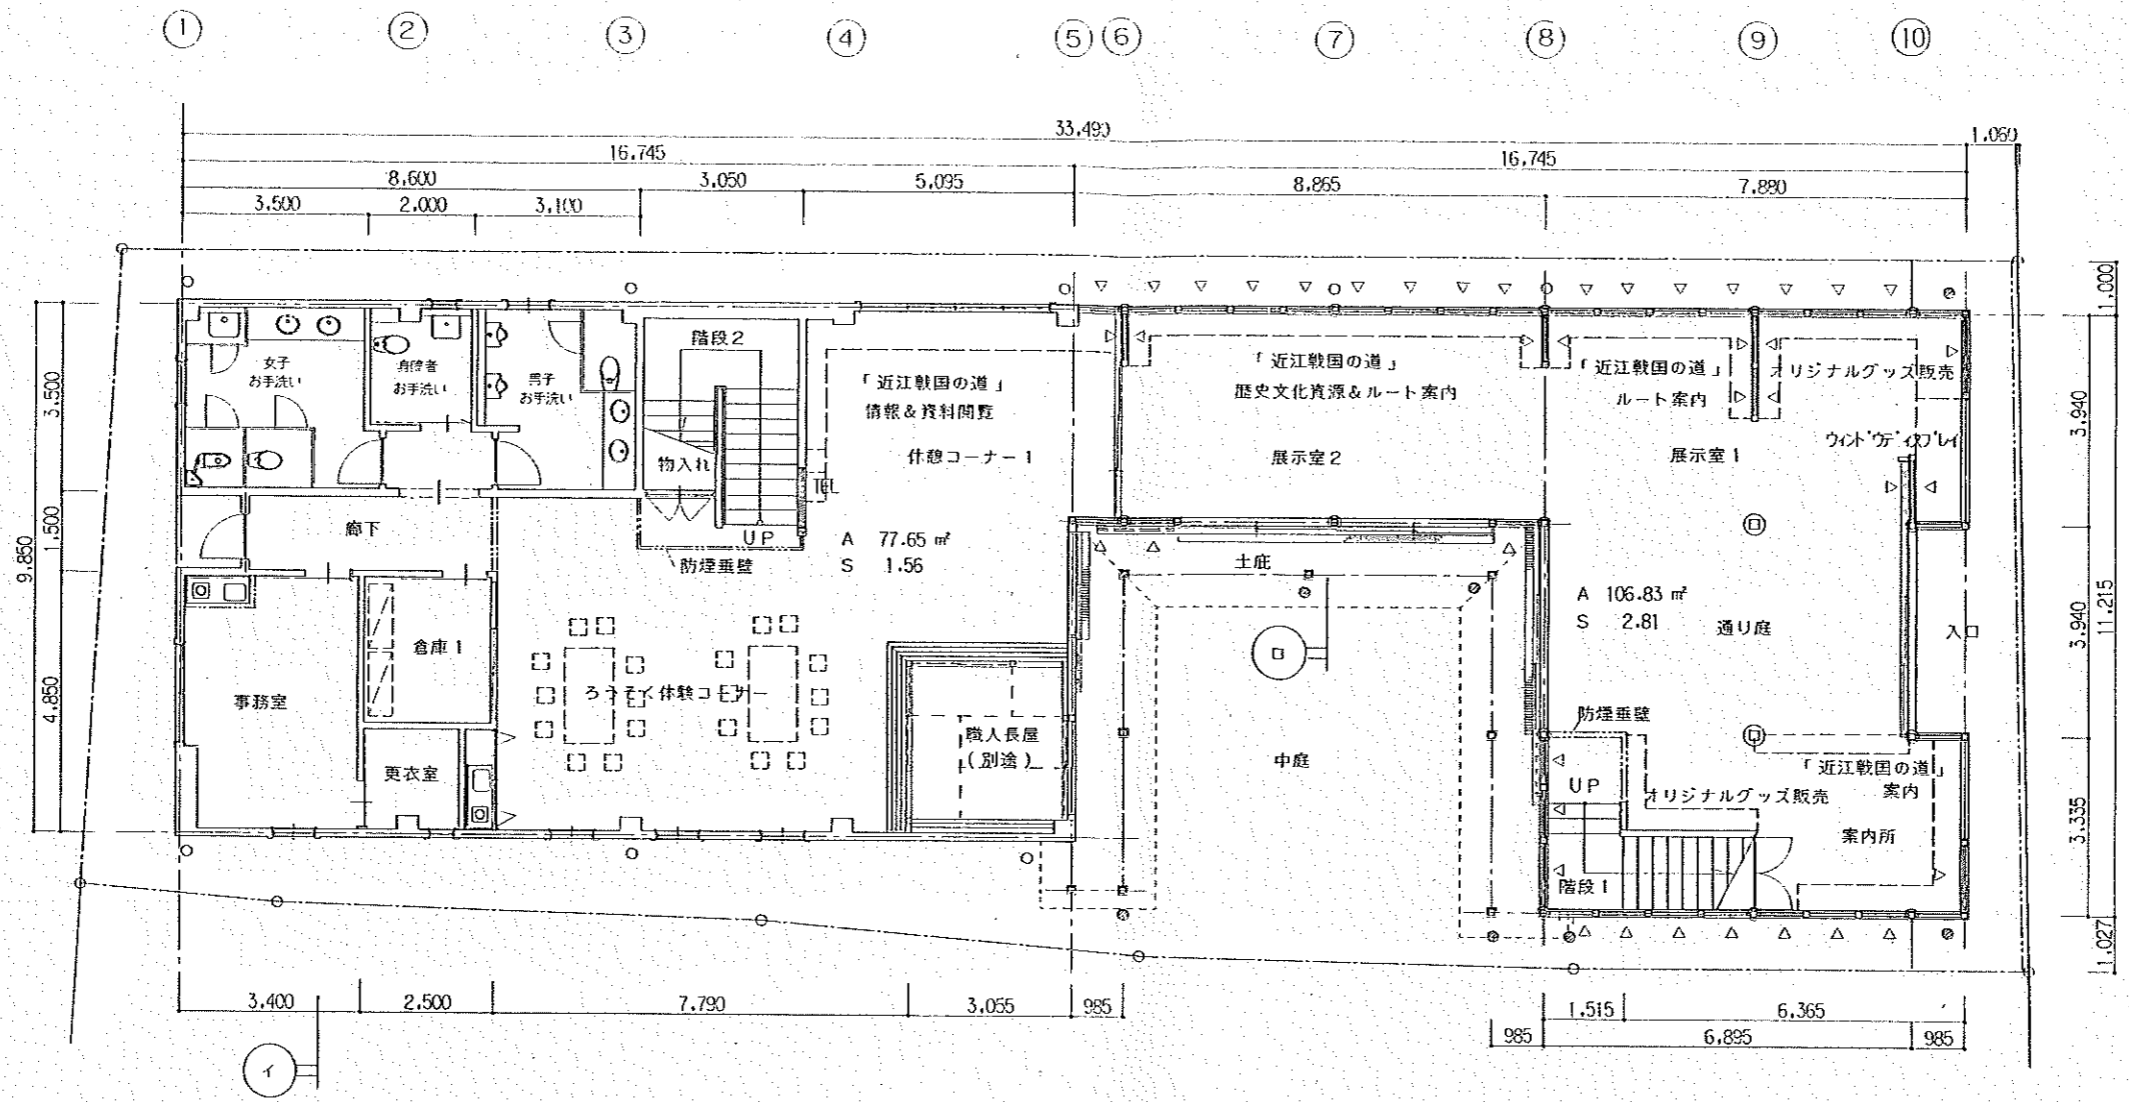 ① ② ③ ④ ⑤ ⑥ ⑦ ⑧ ⑨ ⑩
33,490
1,060
16,745
16,745
8,600
3,050
5,095
8,865
7,880
3,500
2,000
3,100
1,000
3,940
3,940
11,215
3,335
1,027
3,500
1,500
9,850
4,850
女子
お手洗い
身障者
お手洗い
男子
お手洗い
階段2
物入れ
UP
TEL
「近江戦国の道」
情報&資料閲覧
休憩コーナー1
「近江戦国の道」
歴史文化資源&ルート案内
展示室2
「近江戦国の道」
ルート案内
展示室1
オリジナルグッズ販売
ウィンドウディスプレイ
廊下
防煙垂壁
A 77.65 ㎡
S 1.56
土庇
A 106.83 ㎡
S 2.81
通り庭
入口
倉庫1
事務室
ろうそく体験コーナー
職人長屋
(別途)
更衣室
ロ
中庭
防煙垂壁
UP
「近江戦国の道」
案内
オリジナルグッズ販売
案内所
階段1
3,400
2,500
7,790
3,055
985
1,515
6,365
985
6,895
985
イ